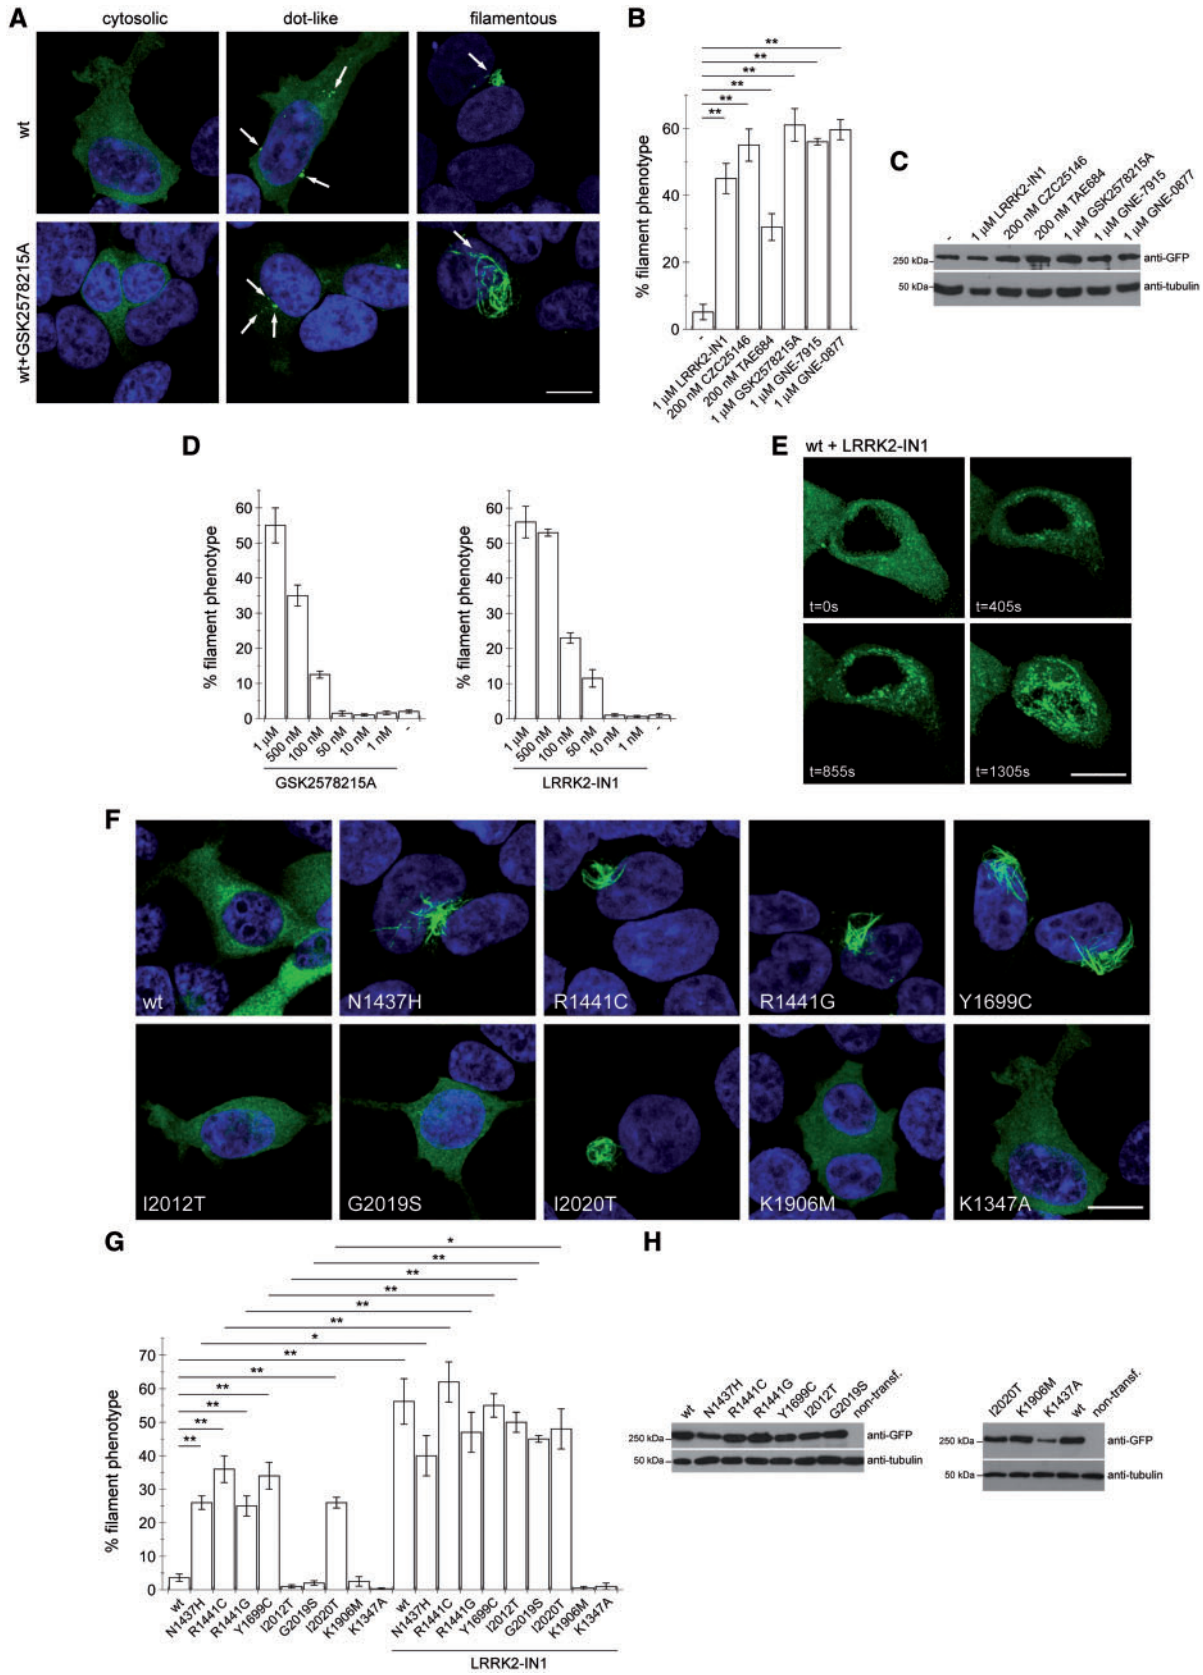 A
cytosolic
dot-like
filamentous
wt
wt+GSK2578215A
B
% filament phenotype
60
40
20
0
**
**
**
**
**
**
-
1 µM LRRK2-IN1
200 nM CZC25146
200 nM TAE684
1 µM GSK2578215A
1 µM GNE-7915
1 µM GNE-0877
C
-
1 µM LRRK2-IN1
200 nM CZC25146
200 nM TAE684
1 µM GSK2578215A
1 µM GNE-7915
1 µM GNE-0877
250 kDa
anti-GFP
50 kDa
anti-tubulin
D
% filament phenotype
60
50
40
30
20
10
0
1 µM
500 nM
100 nM
50 nM
10 nM
1 nM
-
GSK2578215A
% filament phenotype
60
50
40
30
20
10
0
1 µM
500 nM
100 nM
50 nM
10 nM
1 nM
-
LRRK2-IN1
E
wt + LRRK2-IN1
t=0s
t=405s
t=855s
t=1305s
F
wt
N1437H
R1441C
R1441G
Y1699C
I2012T
G2019S
I2020T
K1906M
K1347A
G
*
**
**
**
**
**
*
**
**
**
**
**
**
% filament phenotype
70
60
50
40
30
20
10
0
wt
N1437H
R1441C
R1441G
Y1699C
I2012T
G2019S
I2020T
K1906M
K1347A
wt
N1437H
R1441C
R1441G
Y1699C
I2012T
G2019S
I2020T
K1906M
K1347A
LRRK2-IN1
H
wt
N1437H
R1441C
R1441G
Y1699C
I2012T
G2019S
non-transf.
250 kDa
anti-GFP
50 kDa
anti-tubulin
I2020T
K1906M
K1437A
wt
non-transf.
250 kDa
anti-GFP
50 kDa
anti-tubulin